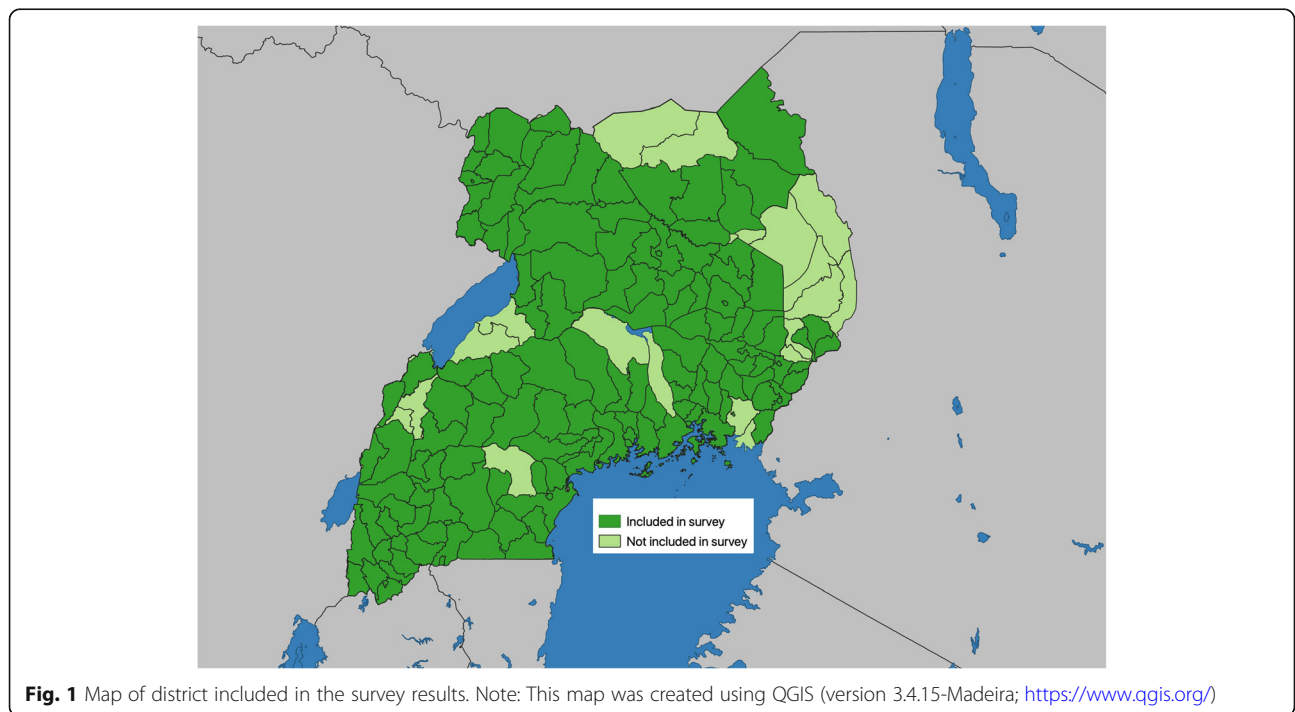 Included in survey
Not included in survey
Fig. 1 Map of district included in the survey results. Note: This map was created using QGIS (version 3.4.15-Madeira; https://www.qgis.org/)